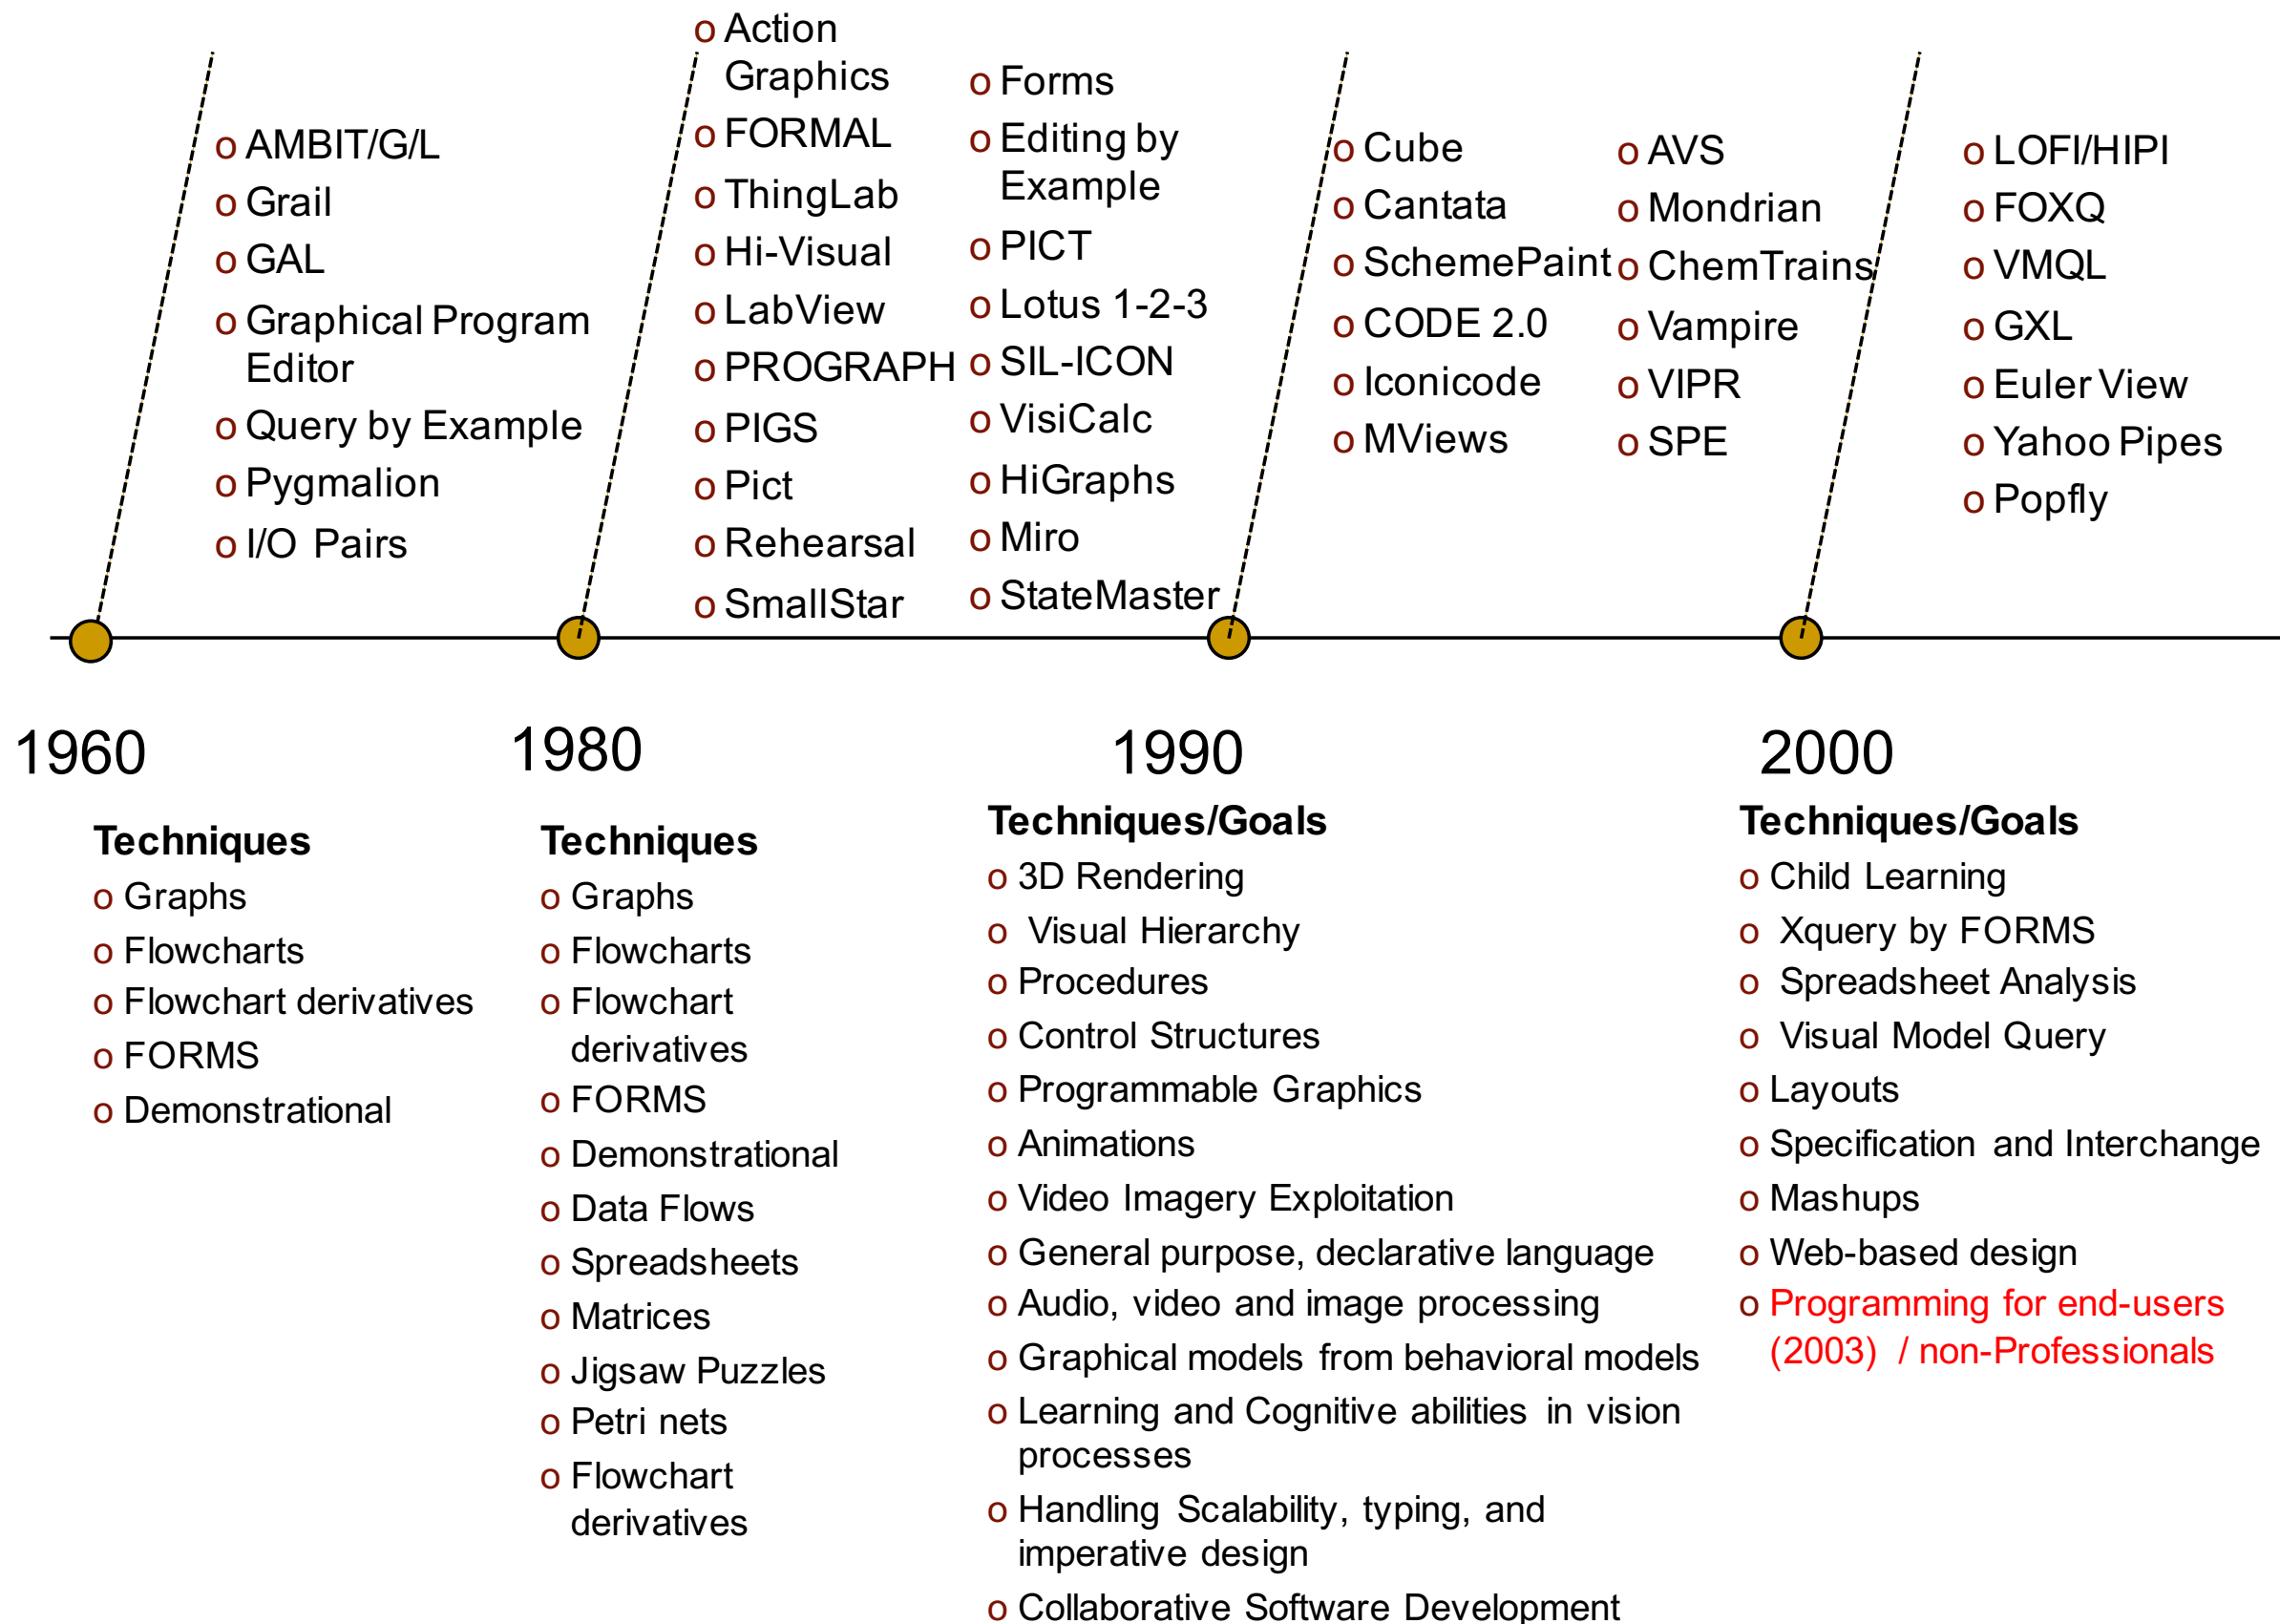 o AMBIT/G/L
o Grail
o GAL
o Graphical Program
Editor
o Query by Example
o Pygmalion
o I/O Pairs
o Action
Graphics
o FORMAL
o ThingLab
o Hi-Visual
o LabView
o PROGRAPH
o PIGS
o Pict
o Rehearsal
o SmallStar
o Forms
o Editing by
Example
o PICT
o Lotus 1-2-3
o SIL-ICON
o VisiCalc
o HiGraphs
o Miro
o StateMaster
o Cube
o Cantata
o SchemePaint
o CODE 2.0
o Iconicode
o MViews
o AVS
o Mondrian
o ChemTrains
o Vampire
o VIPR
o SPE
o LOFI/HIPI
o FOXQ
o VMQL
o GXL
o Euler View
o Yahoo Pipes
o Popfly
1960
1980
1990
2000
Techniques
o Graphs
o Flowcharts
o Flowchart derivatives
o FORMS
o Demonstrational
Techniques
o Graphs
o Flowcharts
o Flowchart
derivatives
o FORMS
o Demonstrational
o Data Flows
o Spreadsheets
o Matrices
o Jigsaw Puzzles
o Petri nets
o Flowchart
derivatives
Techniques/Goals
o 3D Rendering
o Visual Hierarchy
o Procedures
o Control Structures
o Programmable Graphics
o Animations
o Video Imagery Exploitation
o General purpose, declarative language
o Audio, video and image processing
o Graphical models from behavioral models
o Learning and Cognitive abilities in vision
processes
o Handling Scalability, typing, and
imperative design
o Collaborative Software Development
Techniques/Goals
o Child Learning
o Xquery by FORMS
o Spreadsheet Analysis
o Visual Model Query
o Layouts
o Specification and Interchange
o Mashups
o Web-based design
o Programming for end-users
(2003) / non-Professionals